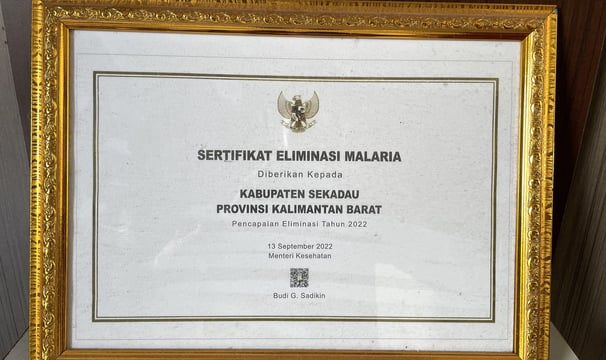 SERTIFIKAT ELIMINASI MALARIA
Diberikan Kepada
KABUPATEN SEKADAU
PROVINSI KALIMANTAN BARAT
Pencapaian Eliminasi Tahun 2022
13 September 2022
Menteri Kesehatan
Budi G. Sadikin